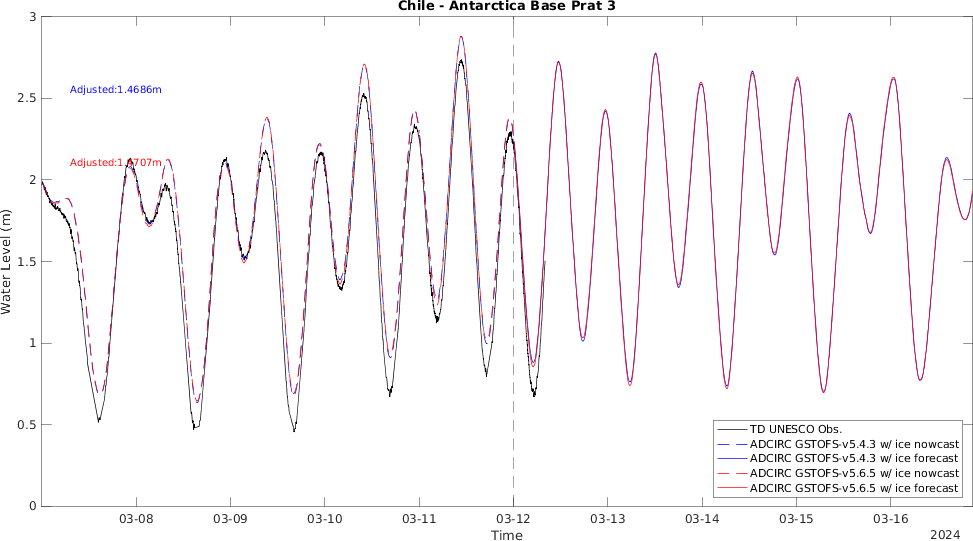 Chile - Antarctica Base Prat 3
3
2.5
2
1.5
1
0.5
0
Water Level (m)
Adjusted:1.4686m
TD UNESCO Obs.
ADCIRC GSTOFS-v5.4.3 w/ ice nowcast
ADCIRC GSTOFS-v5.4.3 w/ ice forecast
ADCIRC GSTOFS-v5.6.5 w/ ice nowcast
ADCIRC GSTOFS-v5.6.5 w/ ice forecast
03-08 03-09 03-10 03-11 03-12 03-13 03-14 03-15 03-16
Time
2024